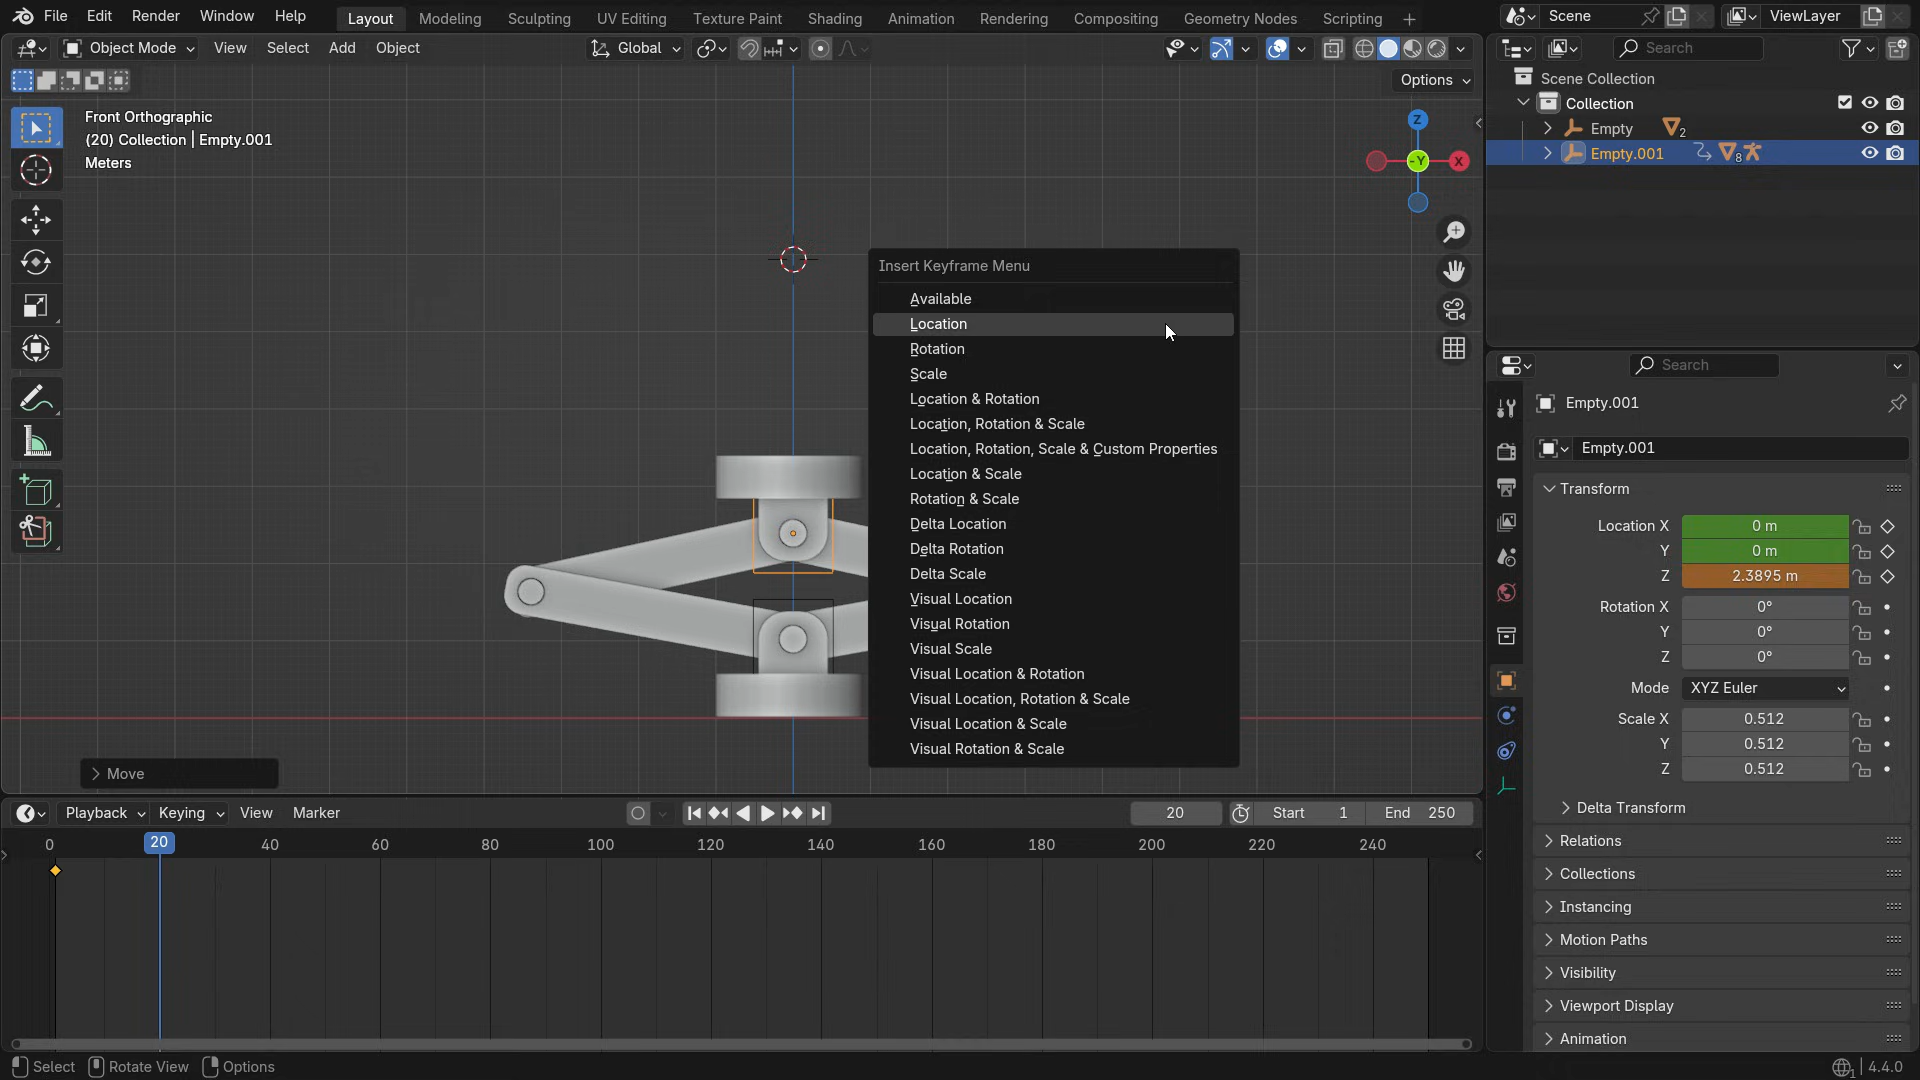 File Edit Render Window Help Layout Modeling Sculpting UV Editing Texture Paint Shading Animation Rendering Compositing Geometry Nodes Scripting + Scene ViewLayer
Object Mode View Select Add Object Global Search
Options
Front Orthographic
(20) Collection | Empty.001
Meters
Z
-Y
X
Scene Collection
Collection
Empty 2
Empty.001 8
Insert Keyframe Menu
Available
Location
Rotation
Scale
Location & Rotation
Location, Rotation & Scale
Location, Rotation, Scale & Custom Properties
Location & Scale
Rotation & Scale
Delta Location
Delta Rotation
Delta Scale
Visual Location
Visual Rotation
Visual Scale
Visual Location & Rotation
Visual Location, Rotation & Scale
Visual Location & Scale
Visual Rotation & Scale
Search
Empty.001
Empty.001
Transform
Location X 0 m
Y 0 m
Z 2.3895 m
Rotation X 0°
Y 0°
Z 0°
Mode XYZ Euler
Scale X 0.512
Y 0.512
Z 0.512
Delta Transform
Relations
Collections
Instancing
Motion Paths
Visibility
Viewport Display
Animation
Move
Playback Keying View Marker 20 Start 1 End 250
0 20 40 60 80 100 120 140 160 180 200 220 240
Select Rotate View Options 1 4.4.0